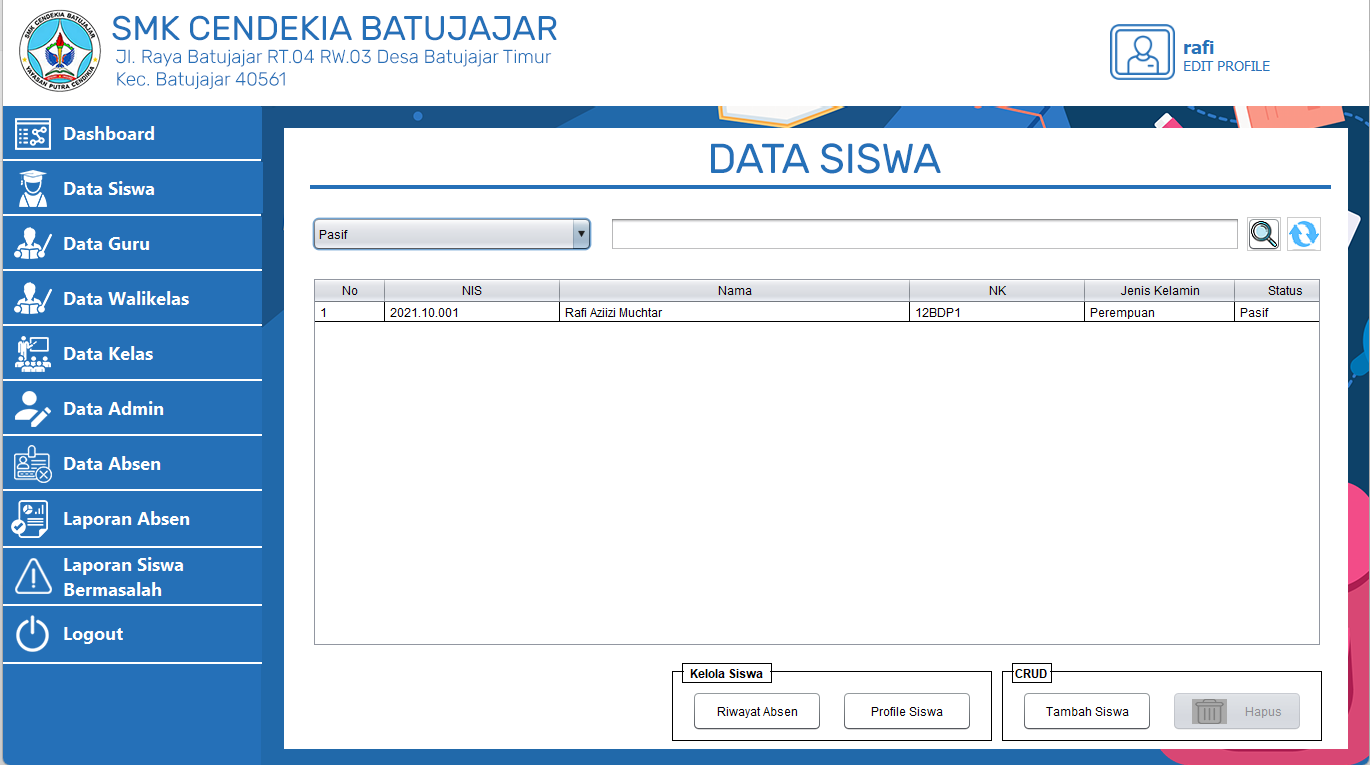 SMK CENDEKIA BATUJAJAR
YAYASAN PUTRA CENDIKIA
SMK CENDEKIA BATUJAJAR
Jl. Raya Batujajar RT.04 RW.03 Desa Batujajar Timur
Kec. Batujajar 40561
rafi
EDIT PROFILE
Dashboard
Data Siswa
Data Guru
Data Walikelas
Data Kelas
Data Admin
Data Absen
Laporan Absen
Laporan Siswa
Bermasalah
Logout
DATA SISWA
Pasif
No NIS Nama NK Jenis Kelamin Status
1 2021.10.001 Rafi Aziizi Muchtar 12BDP1 Perempuan Pasif
Kelola Siswa
Riwayat Absen Profile Siswa
CRUD
Tambah Siswa Hapus